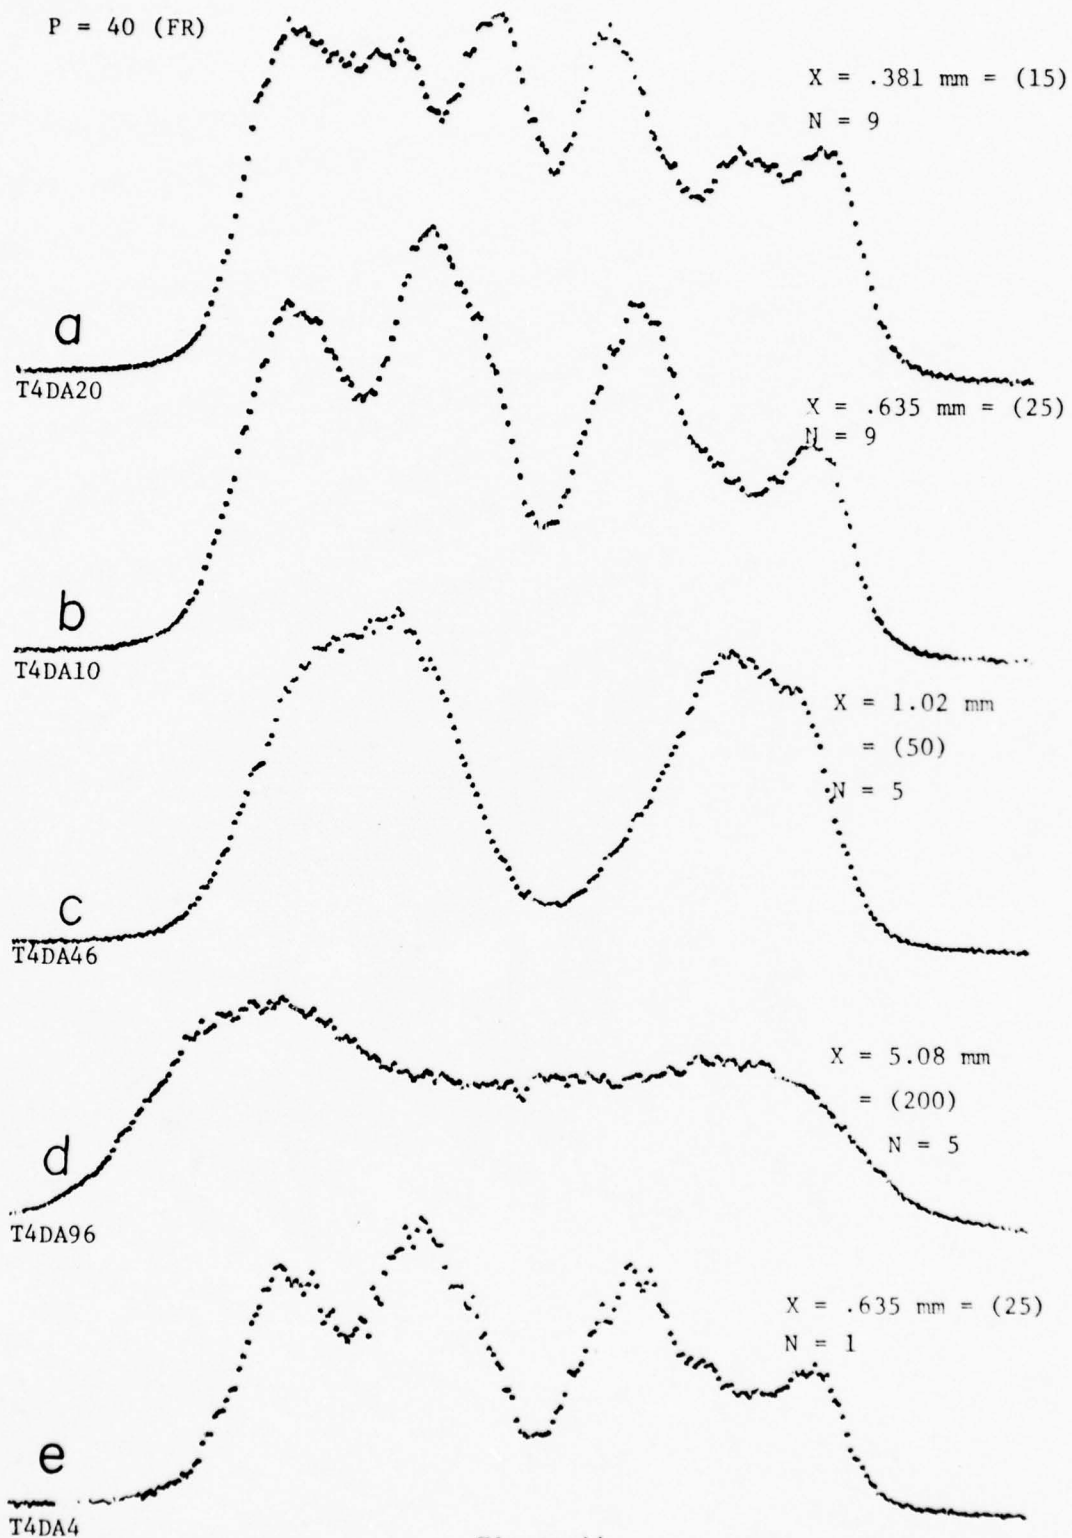 P = 40 (FR)
X = .381 mm = (15)
N = 9
a
T4DA20
X = .635 mm = (25)
N = 9
b
T4DA10
X = 1.02 mm
= (50)
N = 5
c
T4DA46
X = 5.08 mm
= (200)
N = 5
d
T4DA96
X = .635 mm = (25)
N = 1
e
T4DA4